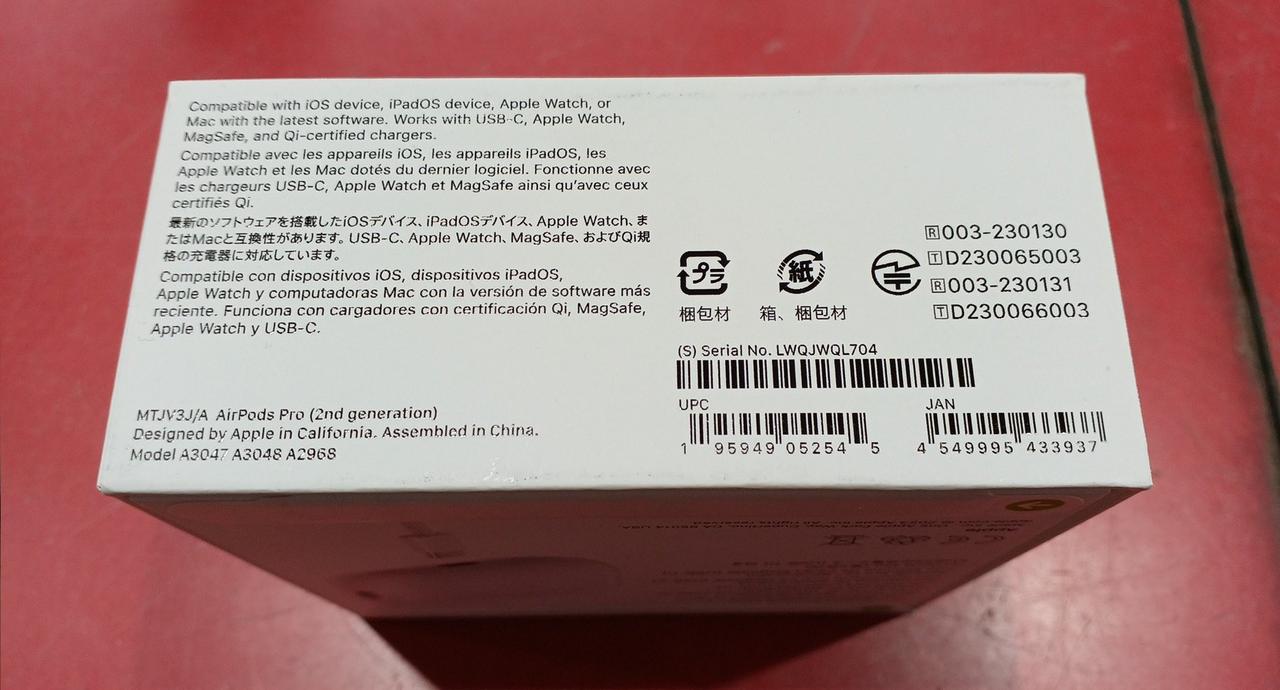 Compatible with iOS device, iPadOS device, Apple Watch, or
Mac with the latest software. Works with USB-C, Apple Watch,
MagSafe, and Qi-certified chargers.
Compatible avec les appareils iOS, les appareils iPadOS, les
Apple Watch et les Mac dotés du dernier logiciel. Fonctionne avec
les chargeurs USB-C, Apple Watch et MagSafe ainsi qu'avec ceux
certifiés Qi.
最新のソフトウェアを搭載したiOSデバイス、iPadOSデバイス、Apple Watch、ま
たはMacと互換性があります。USB-C、Apple Watch、MagSafe、およびQi規
格の充電器に対応しています。
Compatible con dispositivos iOS, dispositivos iPadOS,
Apple Watch y computadoras Mac con la versión de software más
reciente. Funciona con cargadores con certificación Qi, MagSafe,
Apple Watch y USB-C.
MTJV3J/A AirPods Pro (2nd generation)
Designed by Apple in California. Assembled in China.
Model A3047 A3048 A2968
プラ
梱包材
紙
箱、梱包材
R 003-230130
T D230065003
R 003-230131
T D230066003
(S) Serial No. LWQJWQL704
UPC
1 95949 05254 5
JAN
4 549995 433937